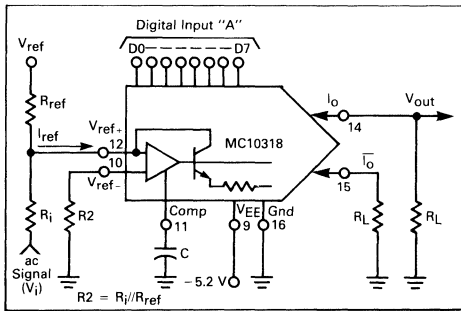 Digital Input "A"
D0 D7
Vref
Rref
Iref
Vref+
12
10
Vref−
MC10318
Io
14
Vout
Io
15
Ri
R2
Comp
11
VEE
9
Gnd
16
RL
RL
C
ac
Signal
(Vi)
−5.2 V
R2 = Ri//Rref